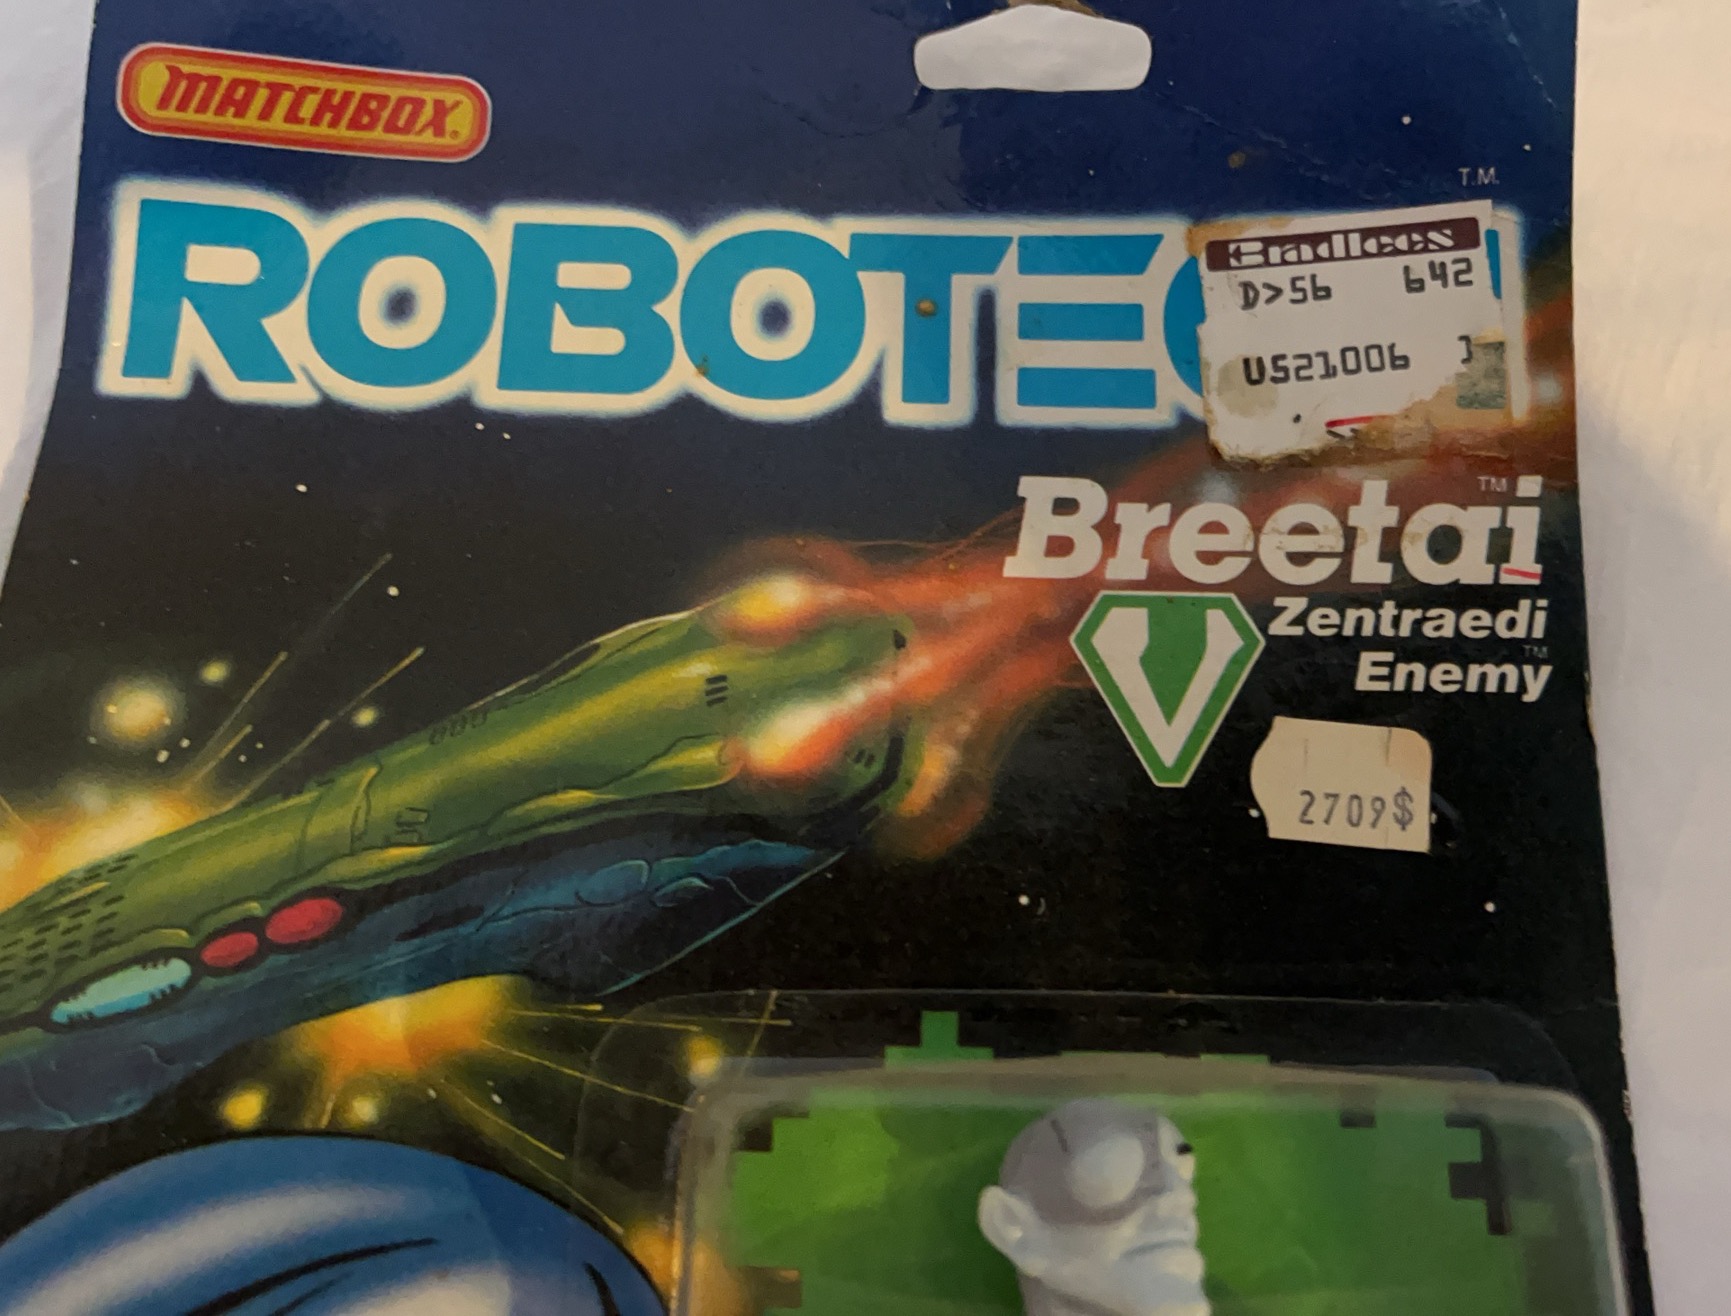 MATCHBOX
T.M.
ROBOTEC
Bradlees
D>56 642
US21006
Breetai
TM
Zentraedi
Enemy
TM
2709$